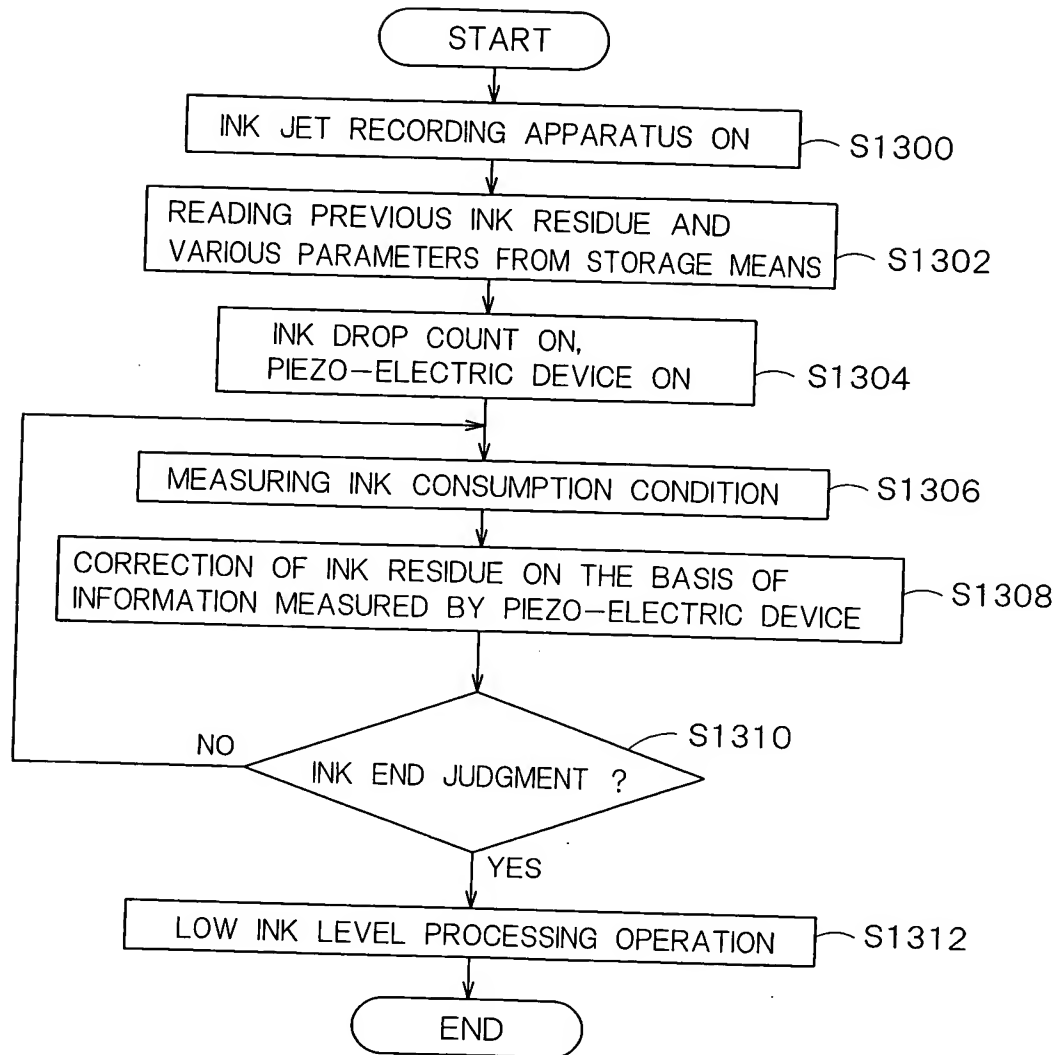 START
INK JET RECORDING APPARATUS ON
S1300
READING PREVIOUS INK RESIDUE AND
VARIOUS PARAMETERS FROM STORAGE MEANS
S1302
INK DROP COUNT ON,
PIEZO-ELECTRIC DEVICE ON
S1304
MEASURING INK CONSUMPTION CONDITION
S1306
CORRECTION OF INK RESIDUE ON THE BASIS OF
INFORMATION MEASURED BY PIEZO-ELECTRIC DEVICE
S1308
S1310
NO
INK END JUDGMENT ?
YES
LOW INK LEVEL PROCESSING OPERATION
S1312
END